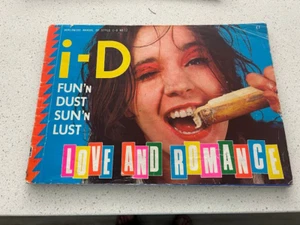 i-D
FUN'N
DUST
SUN'N
LUST
LOVE AND ROMANCE